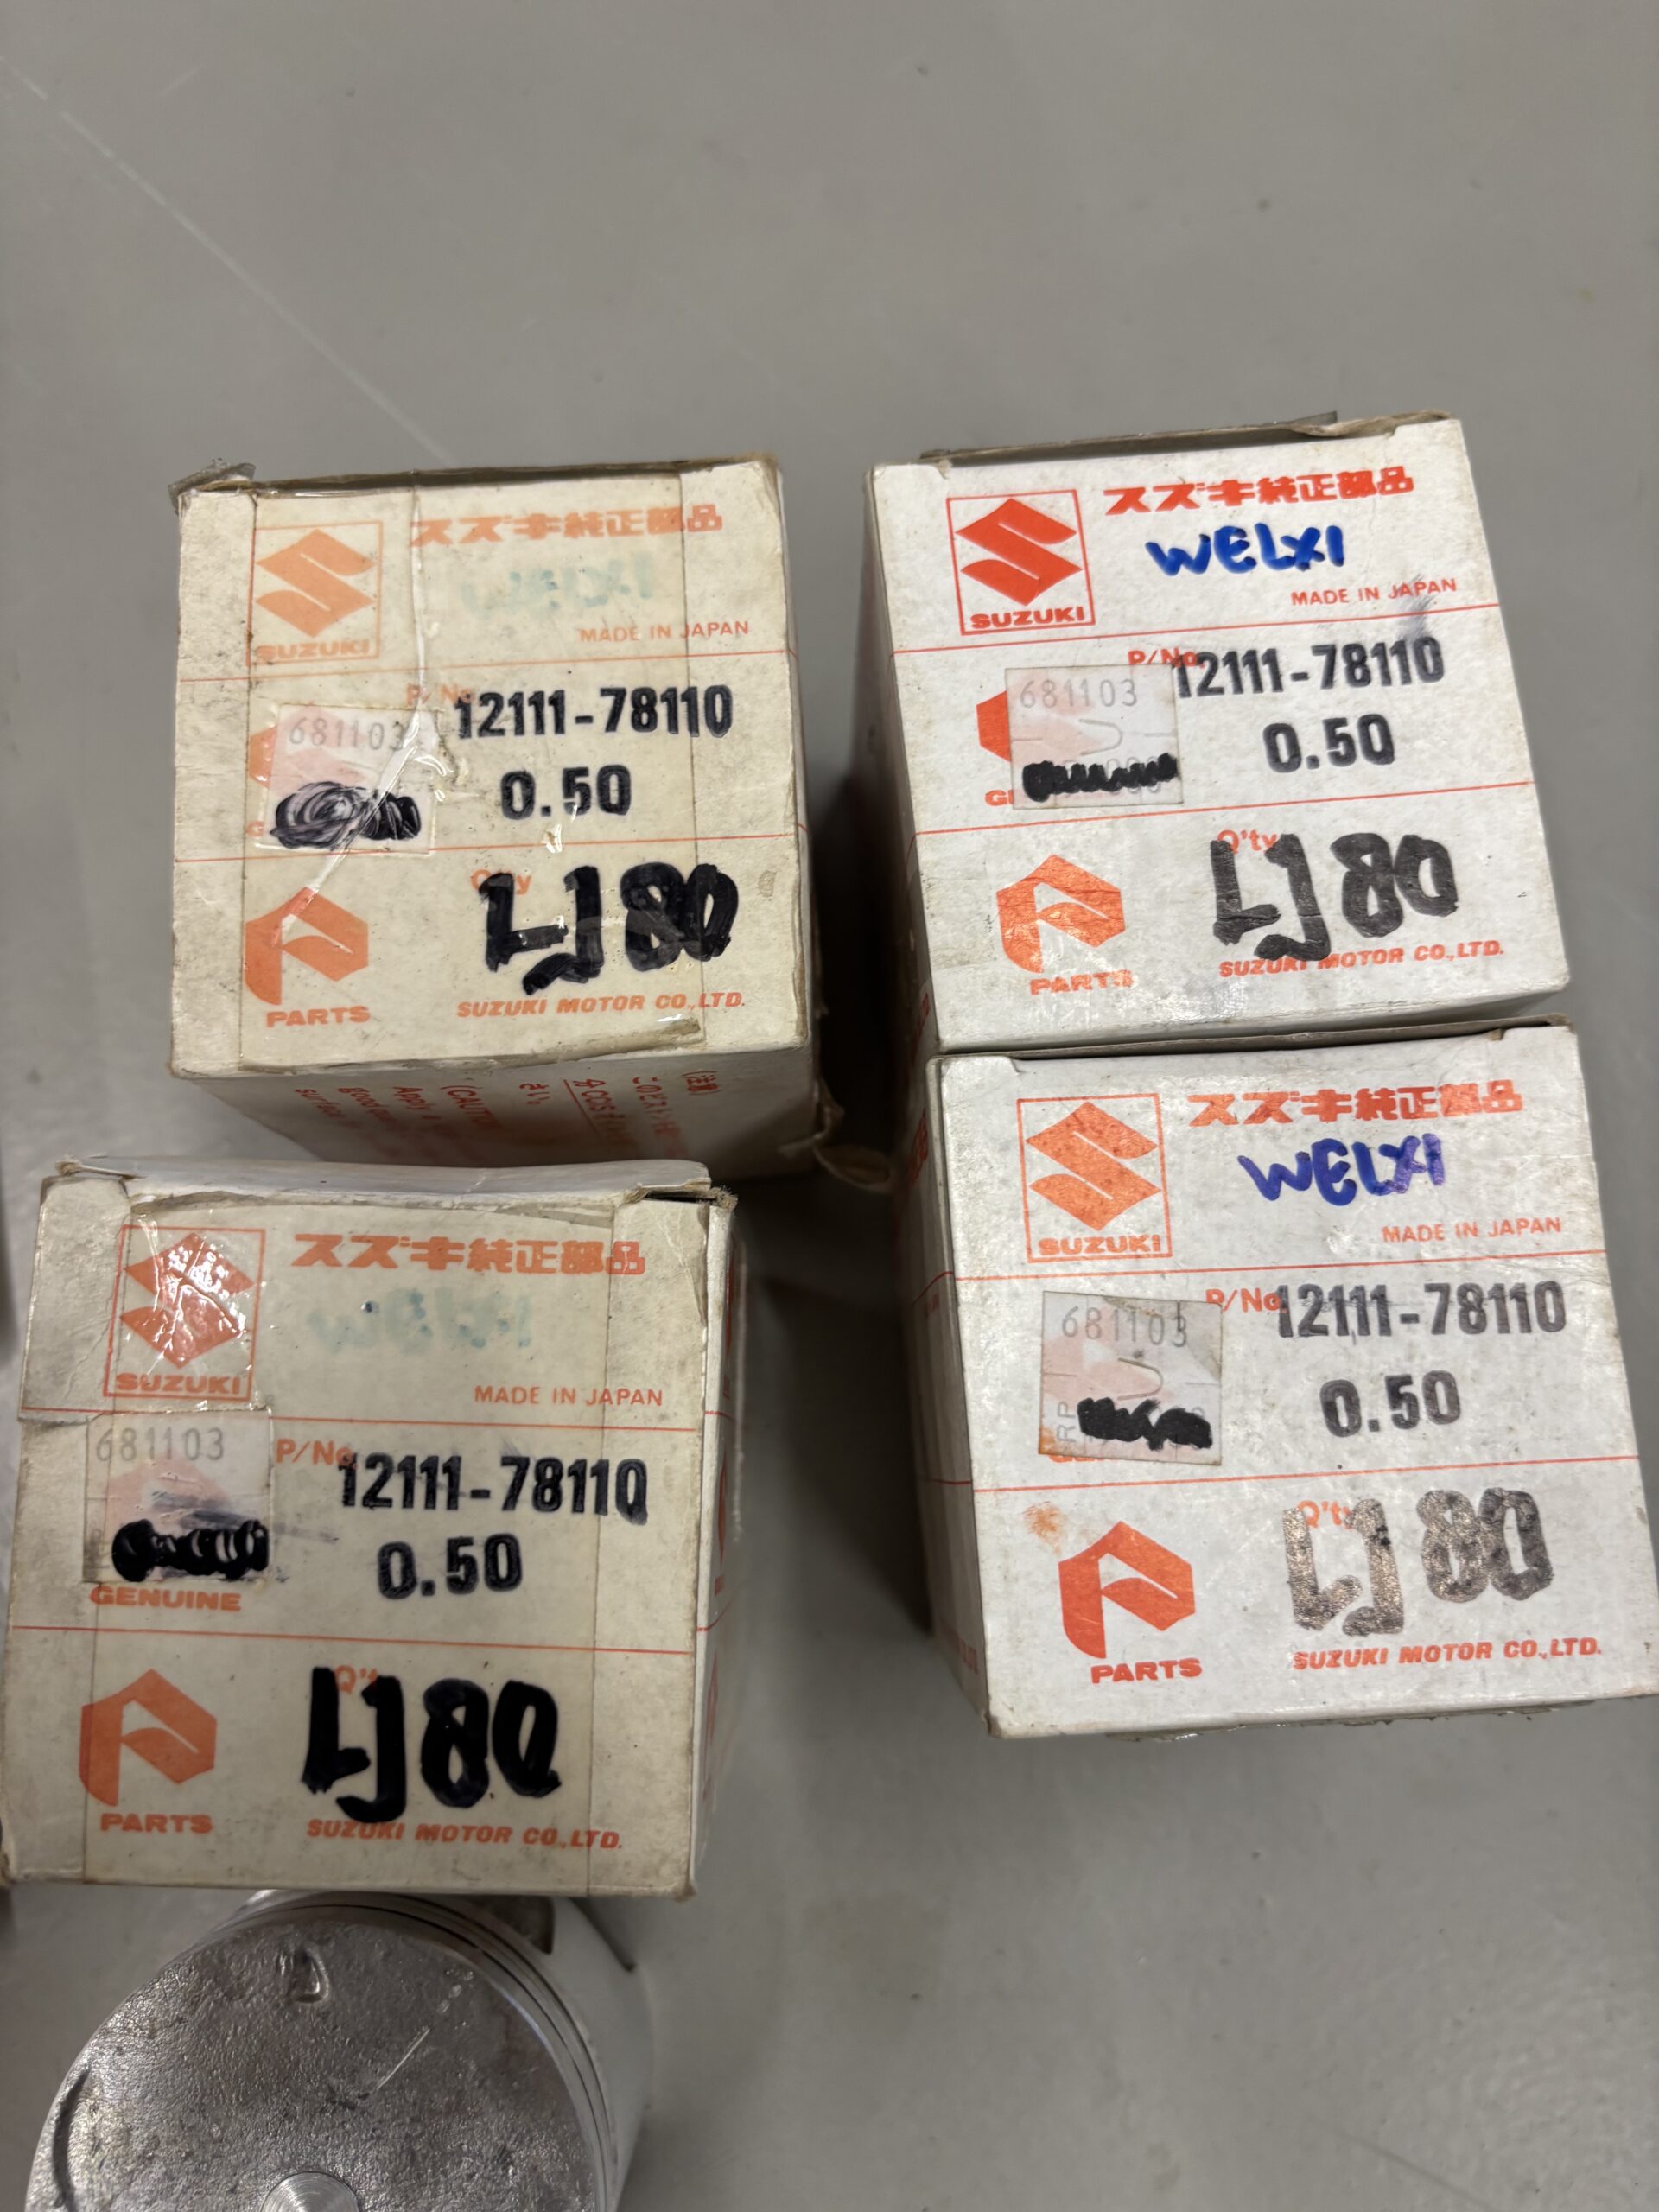 スズキ純正部品
SUZUKI
MADE IN JAPAN
P/No.
12111-78110
681103
0.50
Q'ty
LJ80
PARTS
SUZUKI MOTOR CO.,LTD.
(CAUTION
スズキ純正部品
WELXI
SUZUKI
MADE IN JAPAN
P/No.
12111-78110
681103
0.50
Q'ty
LJ80
PARTS
SUZUKI MOTOR CO.,LTD.
スズキ純正部品
SUZUKI
MADE IN JAPAN
681103
P/No.
12111-78110
0.50
GENUINE
LJ80
PARTS
SUZUKI MOTOR CO.,LTD.
スズキ純正部品
WELXI
SUZUKI
MADE IN JAPAN
P/No.
12111-78110
681103
0.50
Q'ty
LJ80
PARTS
SUZUKI MOTOR CO.,LTD.